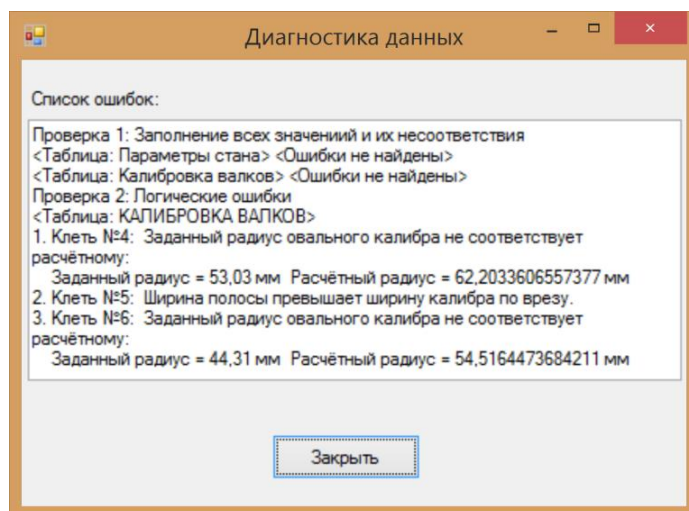 Диагностика данных
Список ошибок:
Проверка 1: Заполнение всех значениий и их несоответствия
<Таблица: Параметры стана> <Ошибки не найдены>
<Таблица: Калибровка валков> <Ошибки не найдены>
Проверка 2: Логические ошибки
<Таблица: КАЛИБРОВКА ВАЛКОВ>
1. Клеть №4:  Заданный радиус овального калибра не соответствует
расчётному:
Заданный радиус = 53,03 мм  Расчётный радиус = 62,2033606557377 мм
2. Клеть №5:  Ширина полосы превышает ширину калибра по врезу.
3. Клеть №6:  Заданный радиус овального калибра не соответствует
расчётному:
Заданный радиус = 44,31 мм  Расчётный радиус = 54,5164473684211 мм
Закрыть